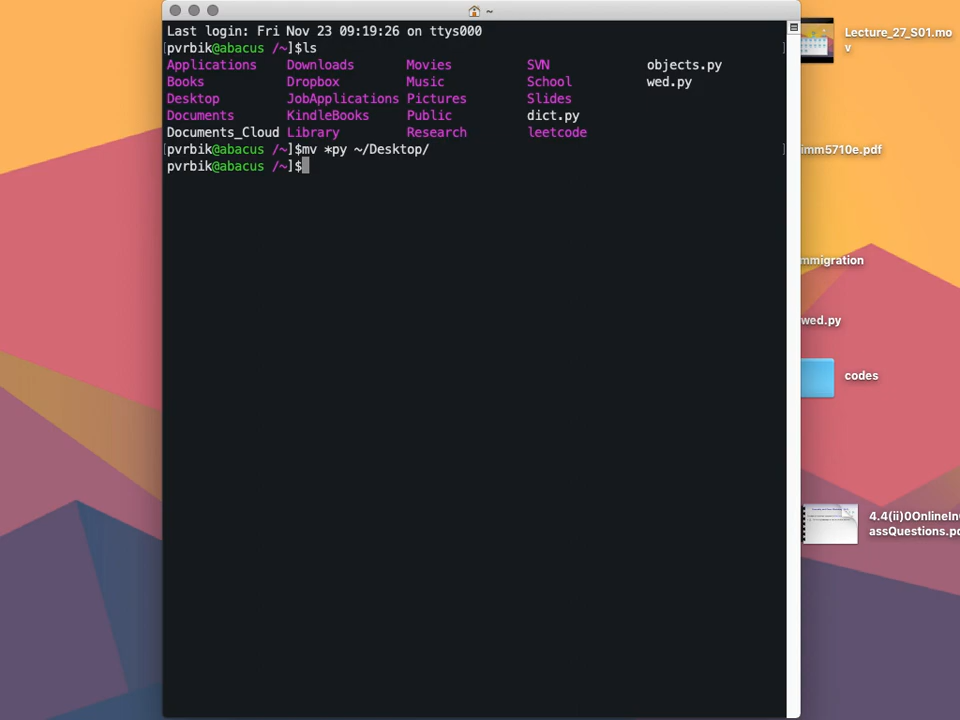 ~
Last login: Fri Nov 23 09:19:26 on ttys000
[pvrbik@abacus /~]$ls ]
Applications Downloads Movies SVN objects.py
Books Dropbox Music School wed.py
Desktop JobApplications Pictures Slides
Documents KindleBooks Public dict.py
Documents_Cloud Library Research leetcode
[pvrbik@abacus /~]$mv *py ~/Desktop/ ]
pvrbik@abacus /~]$
Lecture_27_S01.mo
v
imm5710e.pdf
mmigration
wed.py
codes
4.4(ii)0OnlineIn
assQuestions.pd